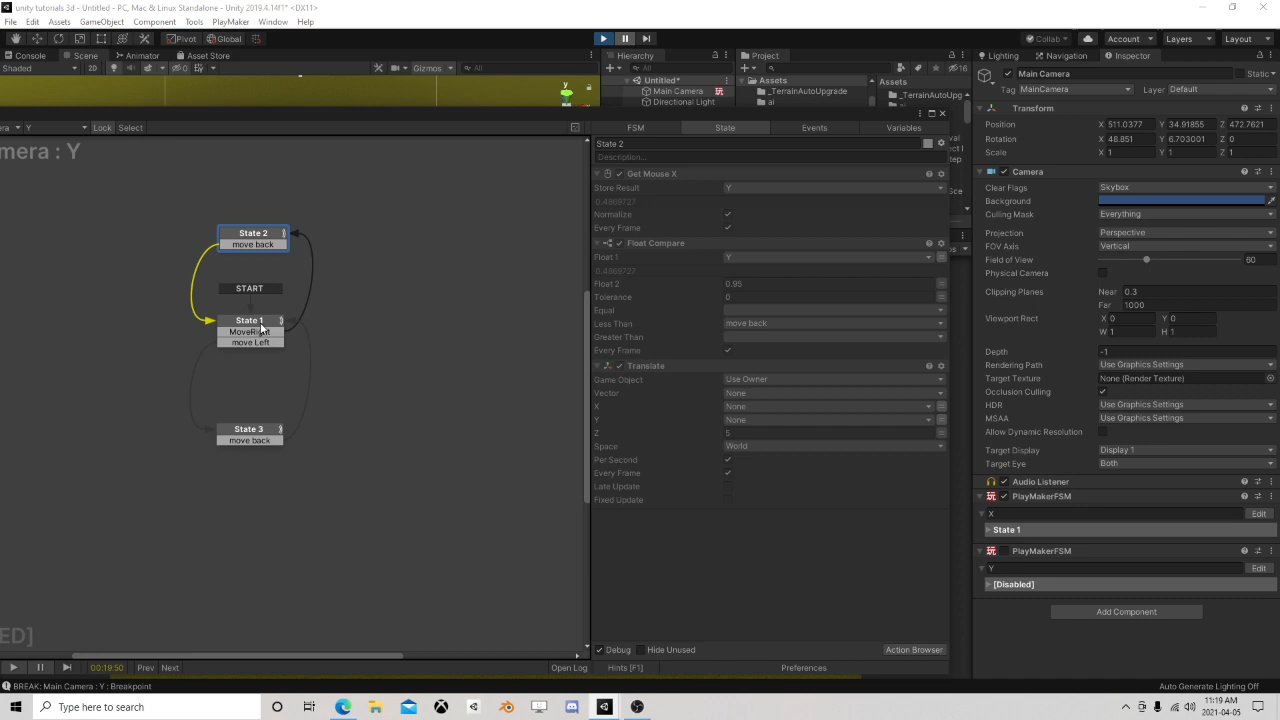 unity tutorials 3d - Untitled - PC, Mac & Linux Standalone - Unity 2019.4.14f1* <DX11>
File Edit Assets GameObject Component Tools PlayMaker Window Help
Pivot Global Collab Account Layers Layout
Console Scene Animator Asset Store Hierarchy Project Lighting Navigation Inspector
Shaded 2D 0 Gizmos All
All 16
Untitled* Assets Assets
Main Camera _TerrainAutoUpgrade _TerrainAutoUpg
Directional Light ai ai
y
Main Camera Static
Tag MainCamera Layer Default
Transform
Position X 511.0377 Y 34.91855 Z 472.7621
Rotation X 48.851 Y 6.703001 Z 0
Scale X 1 Y 1 Z 1
Camera
Clear Flags Skybox
Background
Culling Mask Everything
Projection Perspective
FOV Axis Vertical
Field of View 60
Physical Camera
Clipping Planes Near 0.3
Far 1000
Viewport Rect X 0 Y 0
W 1 H 1
Depth -1
Rendering Path Use Graphics Settings
Target Texture None (Render Texture)
Occlusion Culling
HDR Use Graphics Settings
MSAA Use Graphics Settings
Allow Dynamic Resolution
Target Display Display 1
Target Eye Both
Audio Listener
PlayMakerFSM
X Edit
State 1
PlayMakerFSM
Y Edit
[Disabled]
Add Component
era Y Lock Select
FSM State Events Variables
amera : Y
State 2
move back
START
State 1
MoveRight
move Left
State 3
move back
ED]
State 2
Description...
Get Mouse X
Store Result Y
0.4869727
Normalize
Every Frame
Float Compare
Float 1 Y
0.4869727
Float 2 0.95
Tolerance 0
Equal
Less Than move back
Greater Than
Every Frame
Translate
Game Object Use Owner
Vector None
X None
Y None
Z 5
Space World
Per Second
Every Frame
Late Update
Fixed Update
Debug Hide Unused Action Browser
00:19:50 Prev Next Open Log Hints [F1] Preferences
BREAK: Main Camera : Y : Breakpoint Auto Generate Lighting Off
Type here to search
11:19 AM
2021-04-05